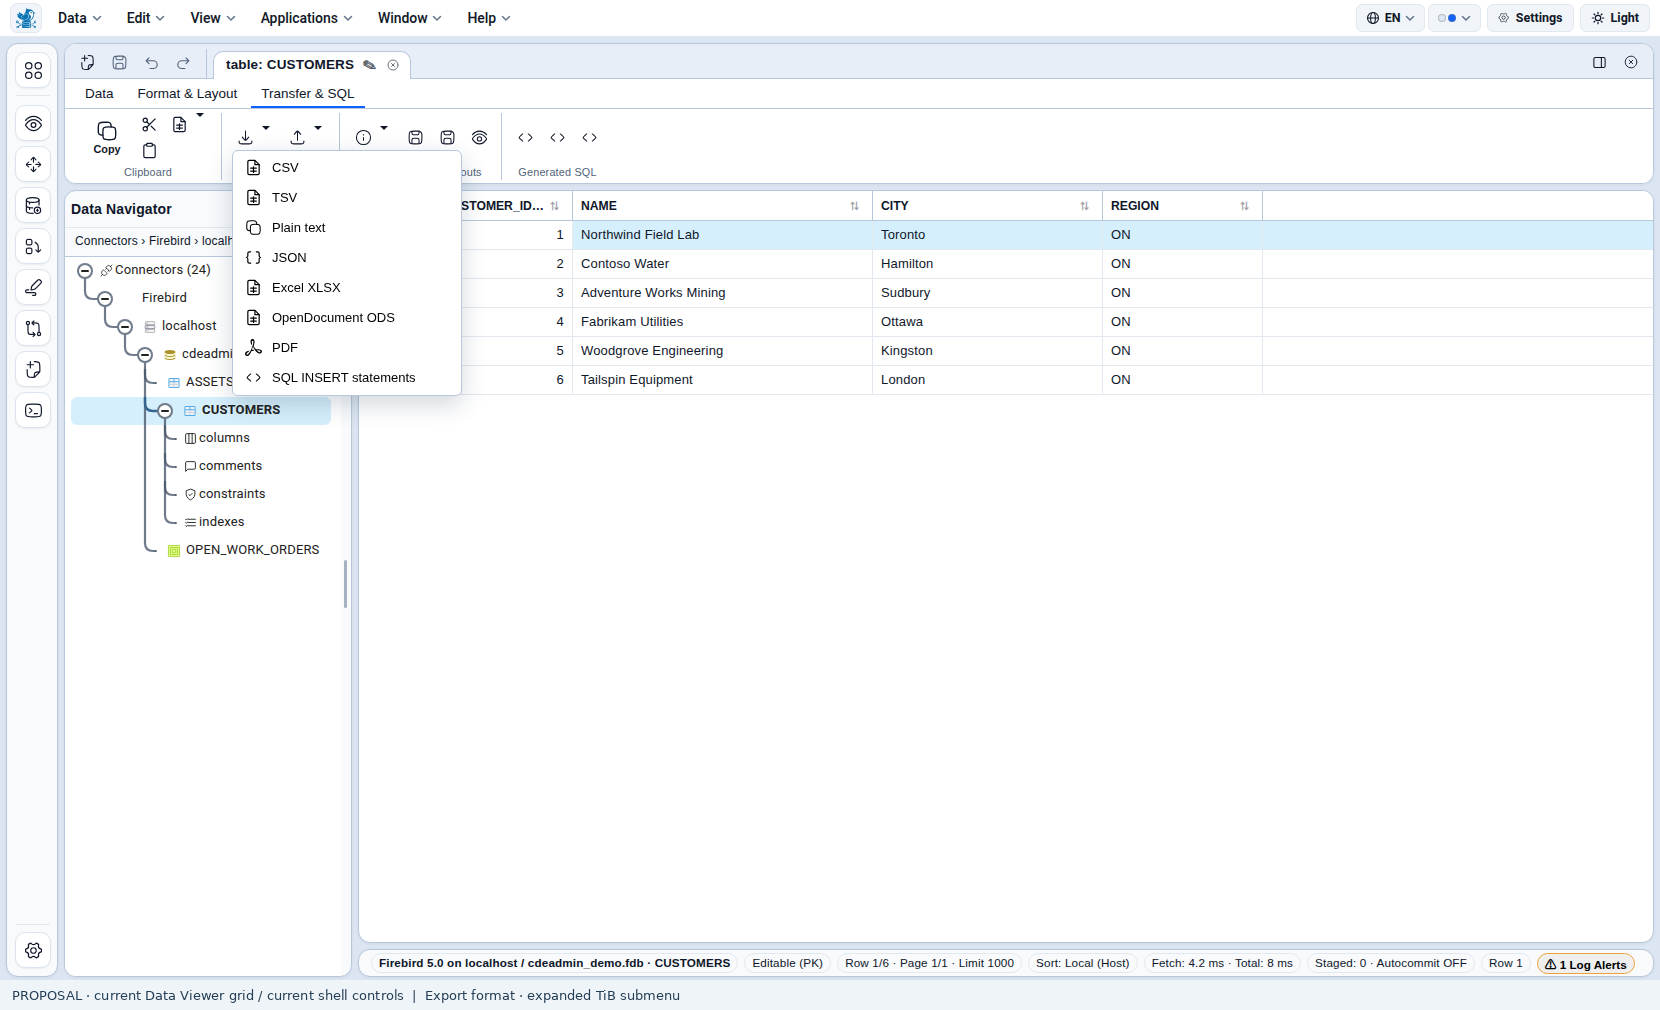 Data Edit View Applications Window Help EN Settings Light
table: CUSTOMERS
Data Format & Layout Transfer & SQL
Copy
Clipboard outs Generated SQL
CSV
TSV
Plain text
JSON
Excel XLSX
OpenDocument ODS
PDF
SQL INSERT statements
Data Navigator
Connectors › Firebird › localh
Connectors (24)
Firebird
localhost
cdeadmi
ASSETS
CUSTOMERS
columns
comments
constraints
indexes
OPEN_WORK_ORDERS
STOMER_ID... NAME CITY REGION
1 Northwind Field Lab Toronto ON
2 Contoso Water Hamilton ON
3 Adventure Works Mining Sudbury ON
4 Fabrikam Utilities Ottawa ON
5 Woodgrove Engineering Kingston ON
6 Tailspin Equipment London ON
Firebird 5.0 on localhost / cdeadmin_demo.fdb · CUSTOMERS Editable (PK) Row 1/6 · Page 1/1 · Limit 1000 Sort: Local (Host) Fetch: 4.2 ms · Total: 8 ms Staged: 0 · Autocommit OFF Row 1 1 Log Alerts
PROPOSAL · current Data Viewer grid / current shell controls | Export format · expanded TiB submenu